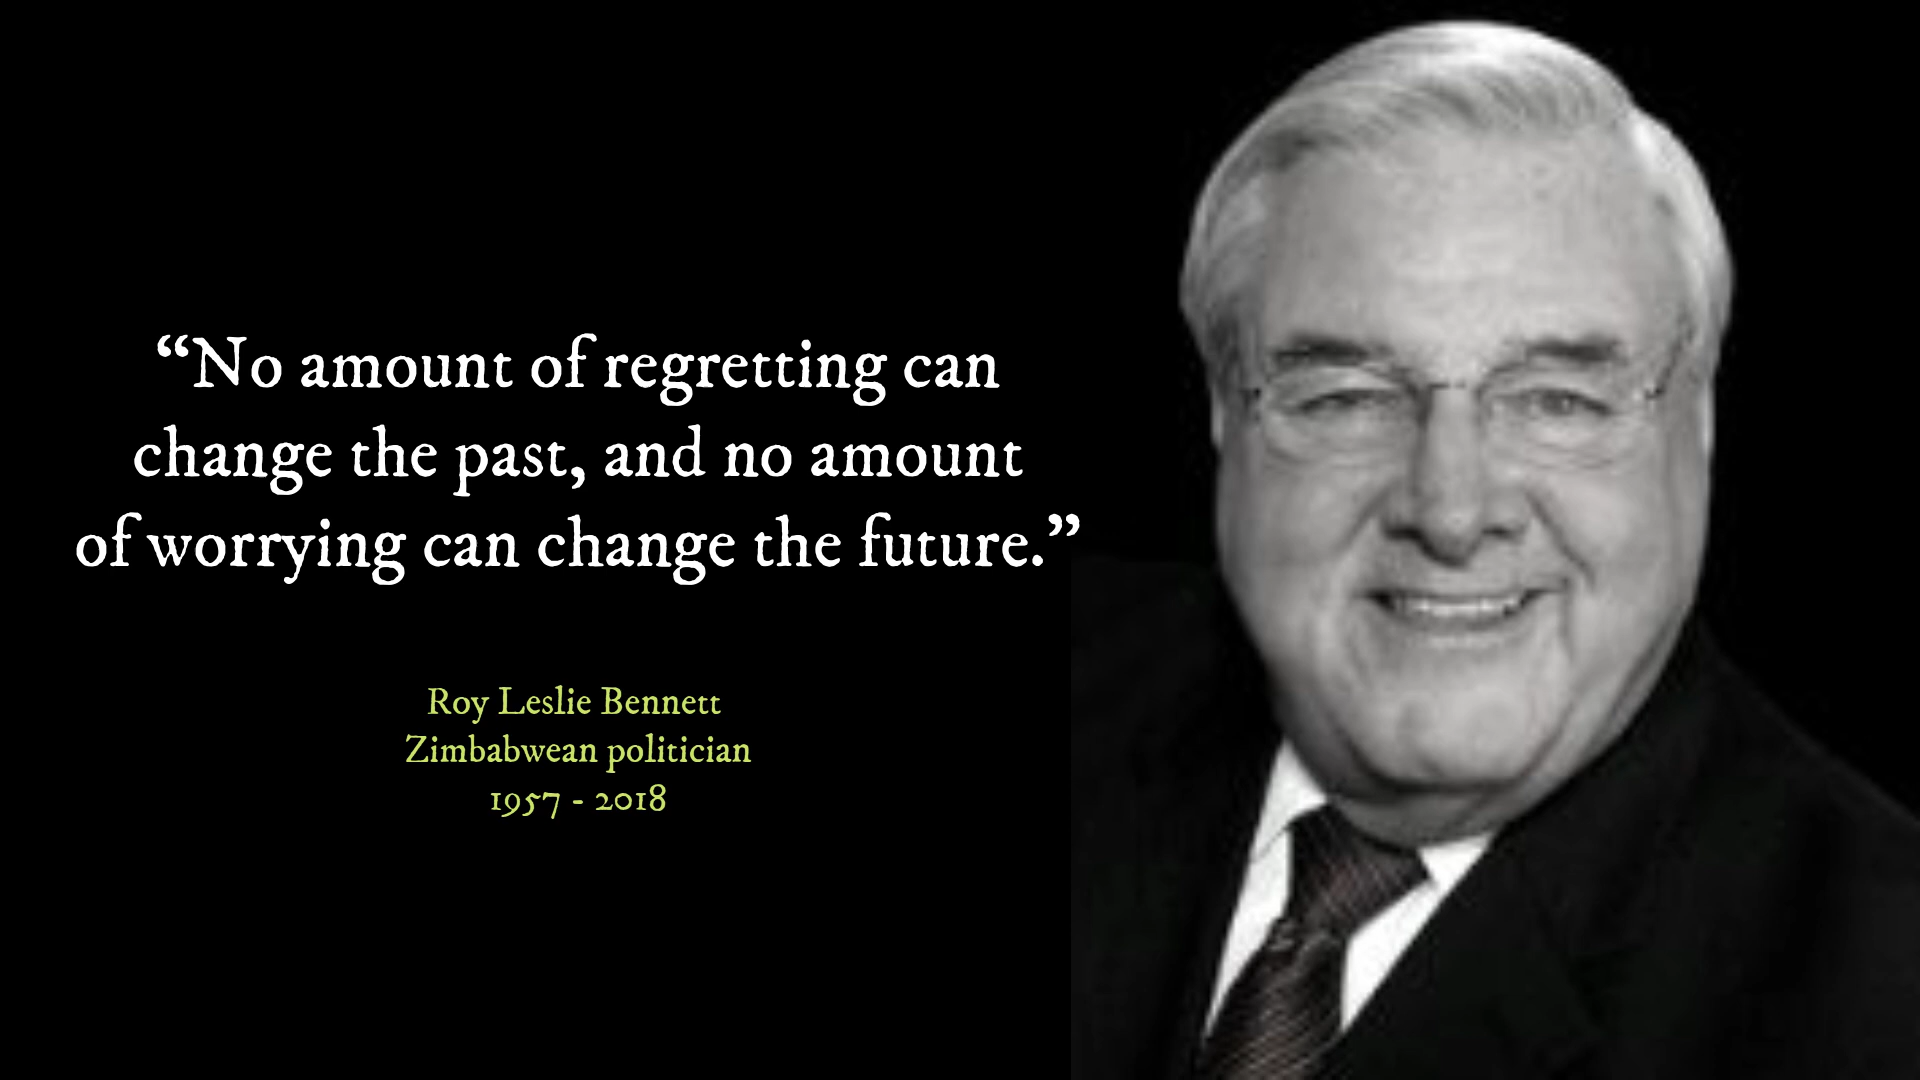 “No amount of regretting can
change the past, and no amount
of worrying can change the future.”
Roy Leslie Bennett
Zimbabwean politician
1957 - 2018